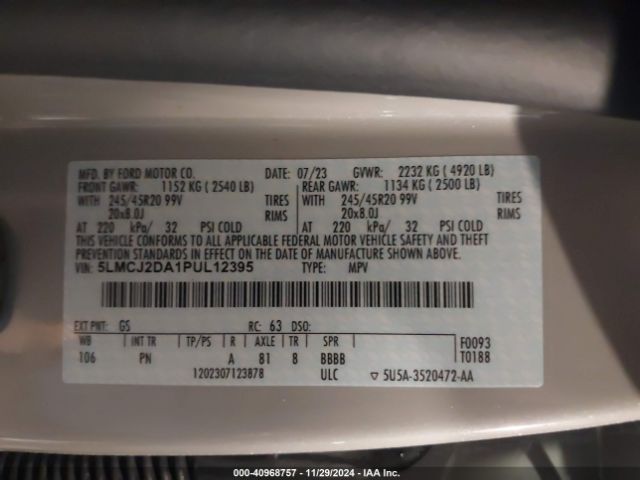 MFD. BY FORD MOTOR CO. DATE: 07/23 GVWR: 2232 KG ( 4920 LB)
FRONT GAWR: 1152 KG ( 2540 LB) REAR GAWR: 1134 KG ( 2500 LB)
WITH 245/45R20 99V TIRES WITH 245/45R20 99V TIRES
20x8.0J RIMS 20x8.0J RIMS
AT 220 kPa/ 32 PSI COLD AT 220 kPa/ 32 PSI COLD
THIS VEHICLE CONFORMS TO ALL APPLICABLE FEDERAL MOTOR VEHICLE SAFETY AND THEFT
PREVENTION STANDARDS IN EFFECT ON THE DATE OF MANUFACTURE SHOWN ABOVE.
VIN: 5LMCJ2DA1PUL12395 TYPE: MPV
EXT PNT: GS RC: 63 DSO:
WB INT TR TP/PS R AXLE TR SPR F0093
106 PN A 81 8 BBBB T0188
1202307123878 ULC ▽ 5U5A-3520472-AA
000-40968757 - 11/29/2024 - IAA Inc.